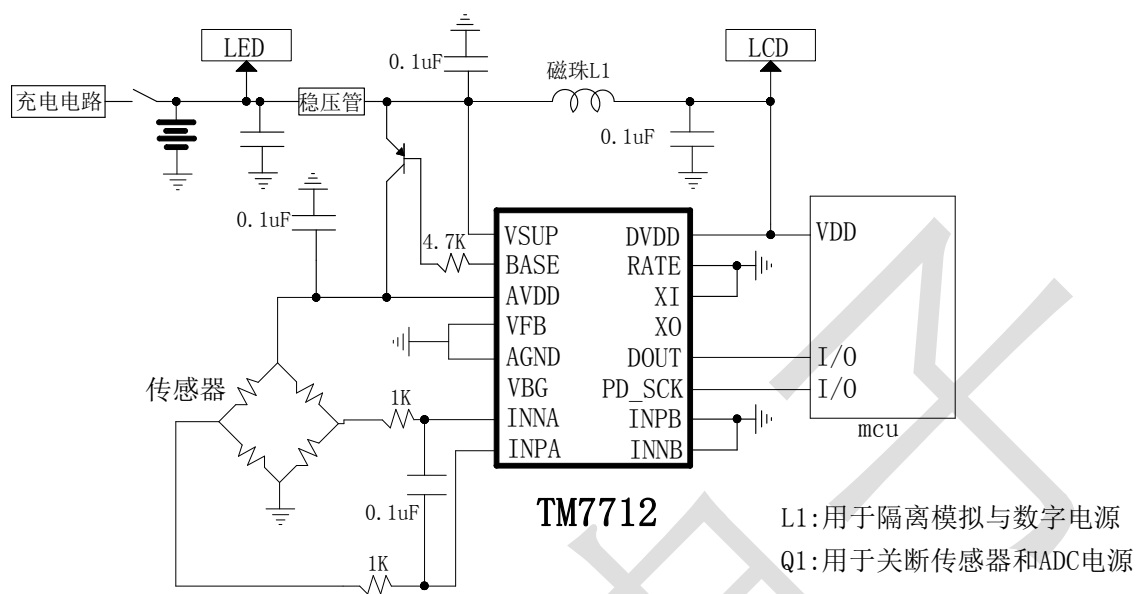 LED
LCD
0.1uF
磁珠L1
充电电路
稳压管
0.1uF
0.1uF
4.7K
VSUP
DVDD
VDD
BASE
RATE
AVDD
XI
VFB
XO
AGND
DOUT
I/O
VBG
PD_SCK
I/O
传感器
1K
INNA
INPB
INPA
INNB
mcu
0.1uF
TM7712
1K
L1:用于隔离模拟与数字电源
Q1:用于关断传感器和ADC电源